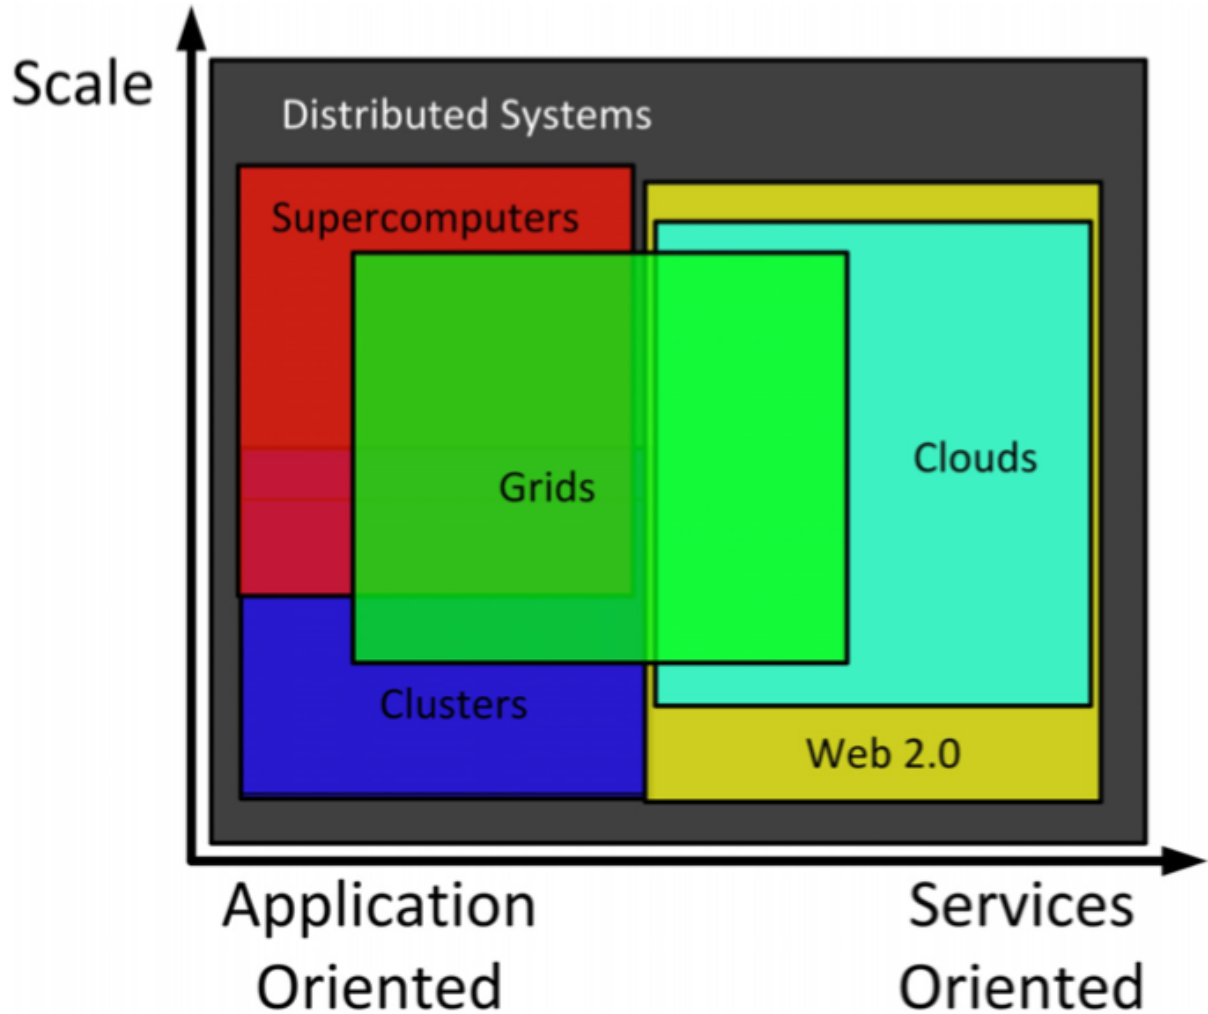 Scale
Distributed Systems
Supercomputers
Clouds
Grids
Clusters
Web 2.0
Application
Oriented
Services
Oriented